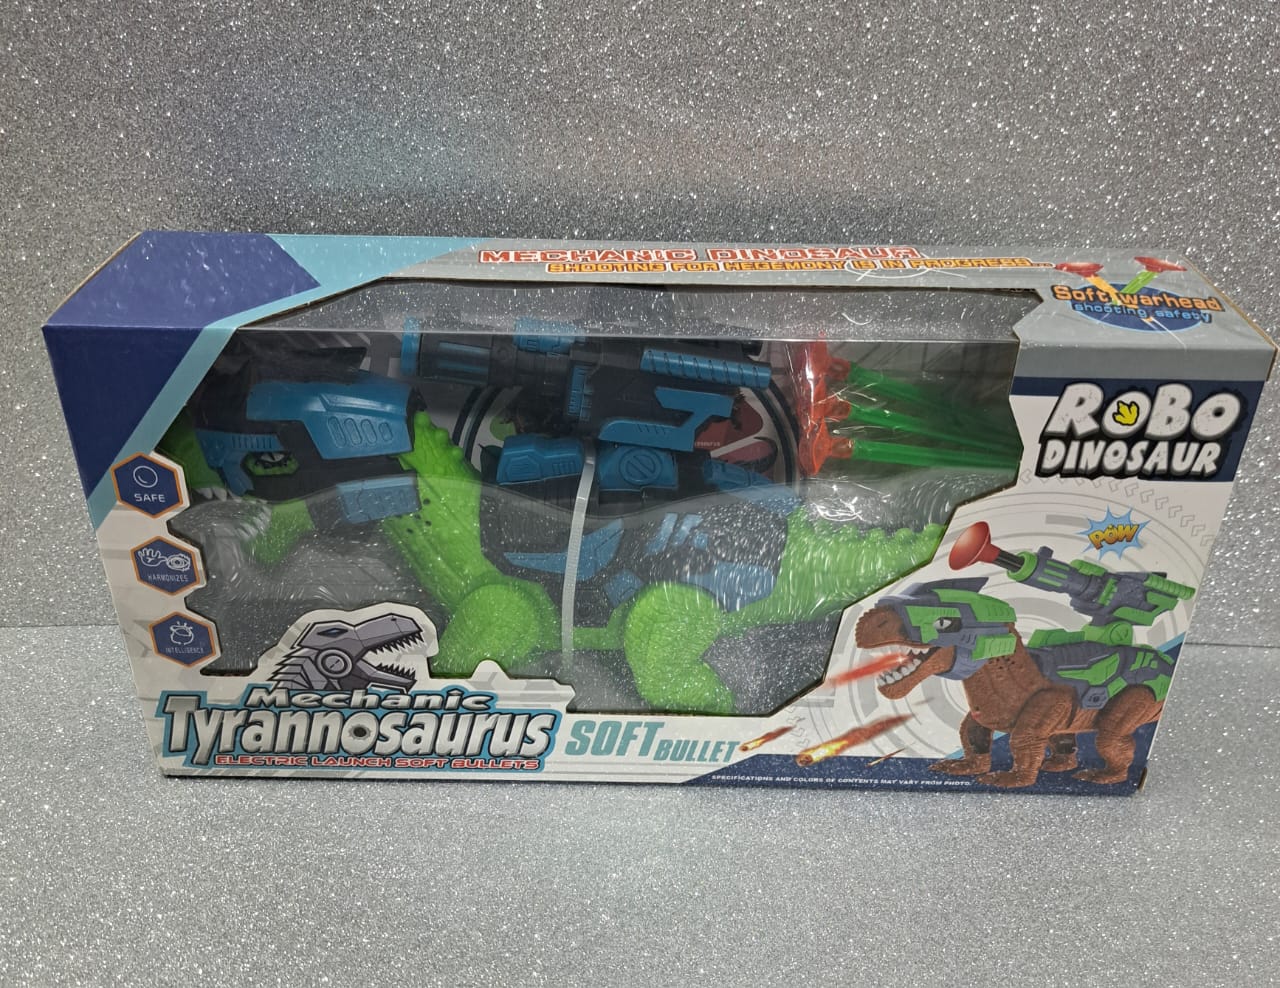 MECHANIC DINOSAUR
SHOOTING FOR HEGEMONY IS IN PROGRESS...
Soft warhead
shooting safety
ROBO
DINOSAUR
SAFE
HARMONIZES
INTELLIGENCE
POW
Mechanic
Tyrannosaurus
ELECTRIC LAUNCH SOFT BULLETS
SOFT BULLET
SPECIFICATIONS AND COLORS OF CONTENTS MAY VARY FROM PHOTO.